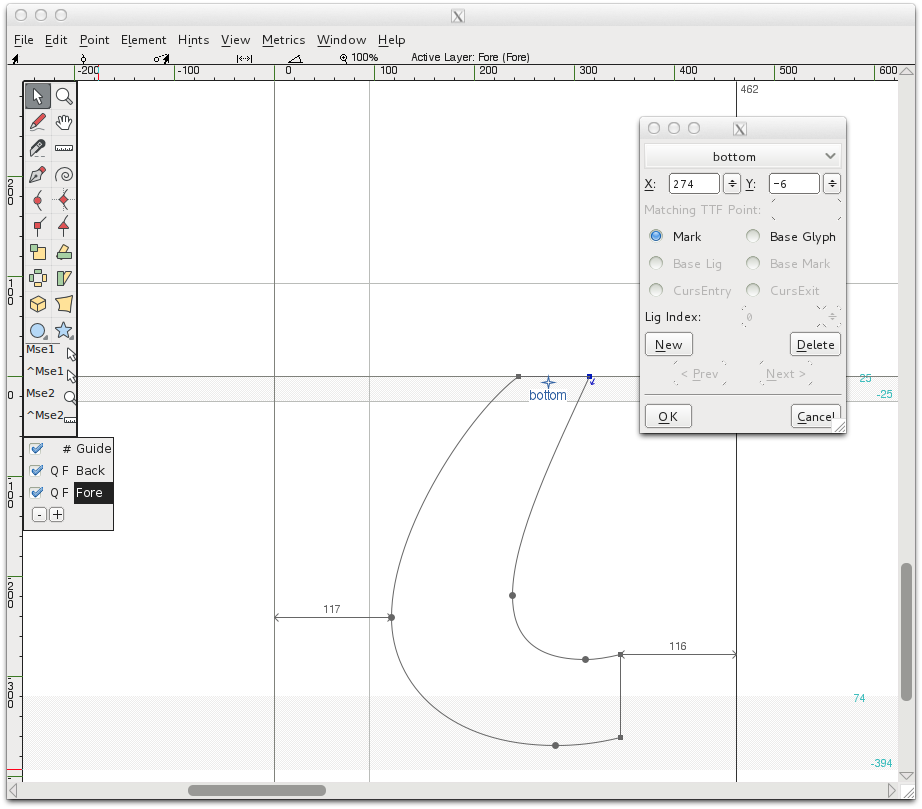 File Edit Point Element Hints View Metrics Window Help
100% Active Layer: Fore (Fore)
-200 -100 0 100 200 300 400 500 600
462
bottom
X: 274 Y: -6
Matching TTF Point:
Mark Base Glyph
Base Lig Base Mark
CursEntry CursExit
Lig Index: 0
New Delete
< Prev Next >
OK Cancel
200
100
0
-100
-200
-300
Mse1
^Mse1
Mse2
^Mse2
# Guide
Q F Back
Q F Fore
- +
bottom
25
-25
117
116
74
-394